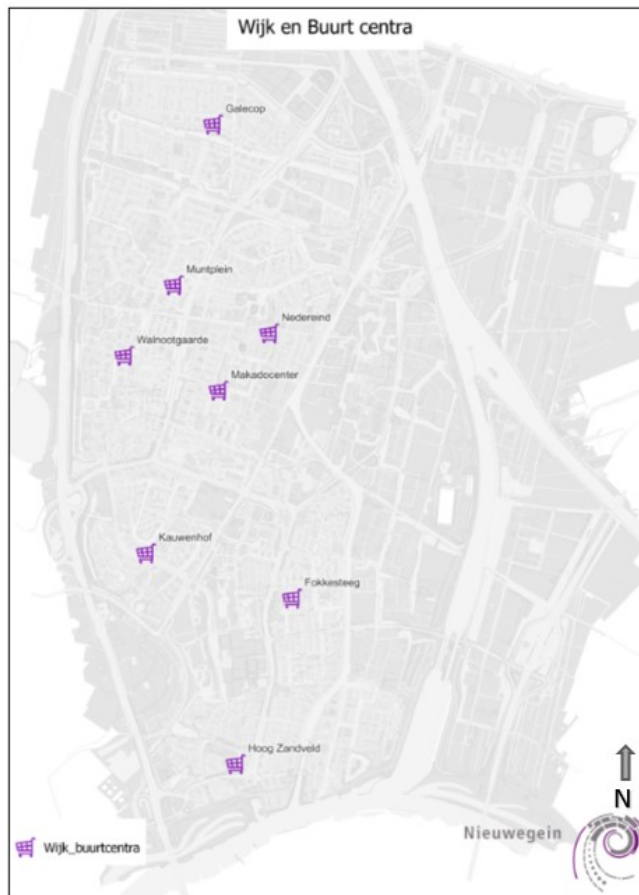 Wijk en Buurt centra
Galecop
Muntplein
Nedereind
Walnootgaarde
Makadocenter
Kauwenhof
Fokkesteeg
Hoog Zandveld
N
Nieuwegein
Wijk_buurtcentra